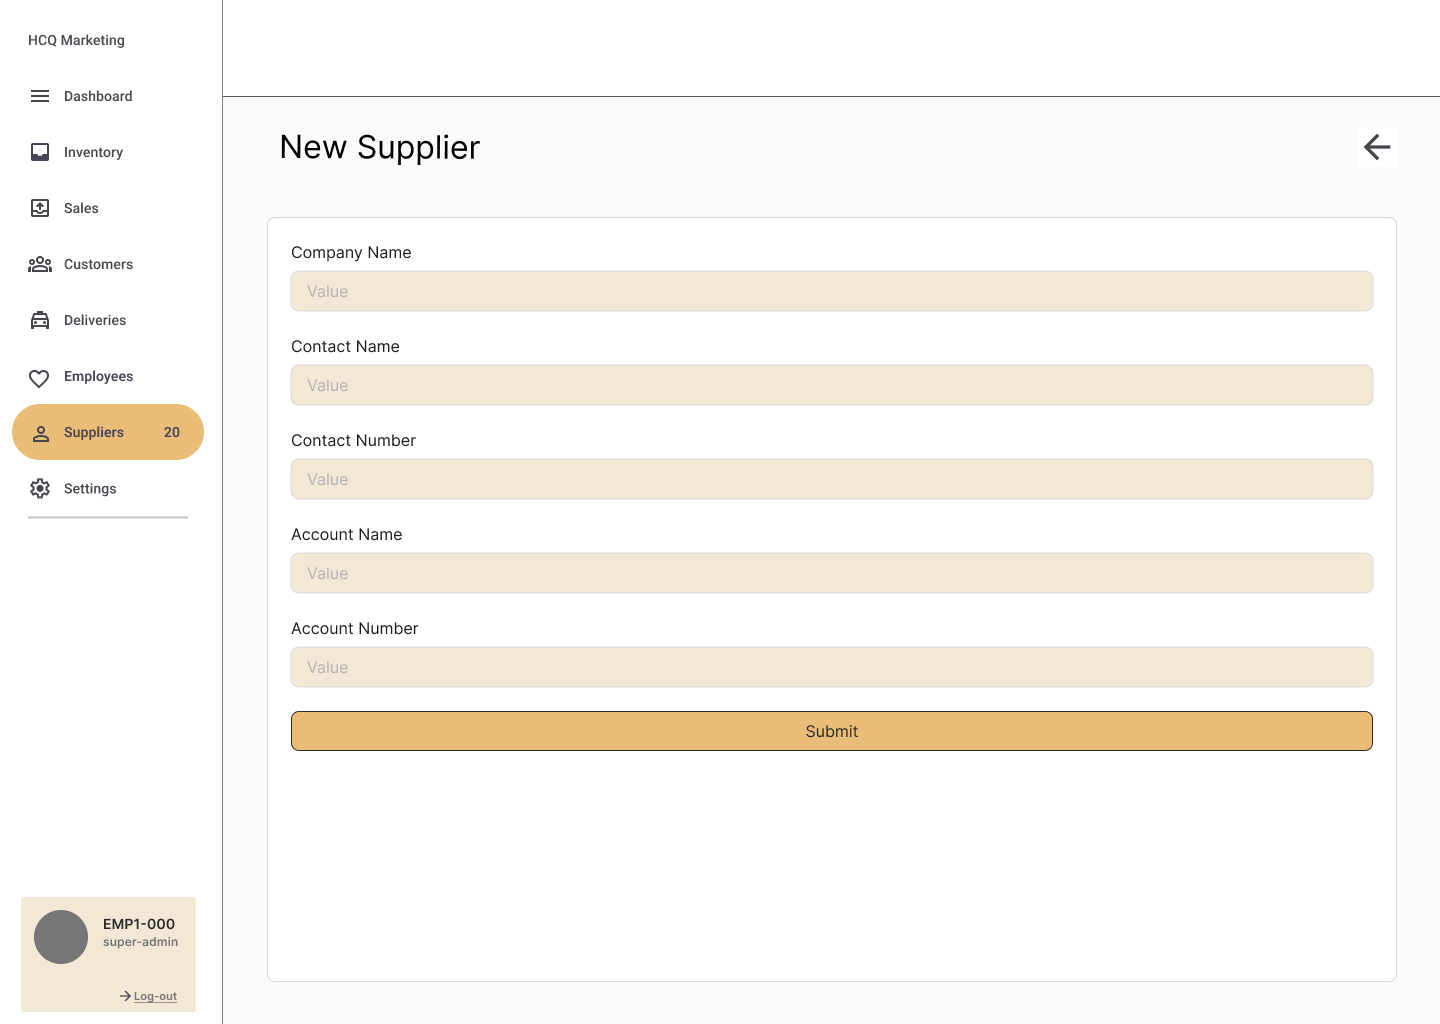 HCQ Marketing
Dashboard
Inventory
Sales
Customers
Deliveries
Employees
Suppliers 20
Settings
EMP1-000
super-admin
Log-out
New Supplier
Company Name
Value
Contact Name
Value
Contact Number
Value
Account Name
Value
Account Number
Value
Submit